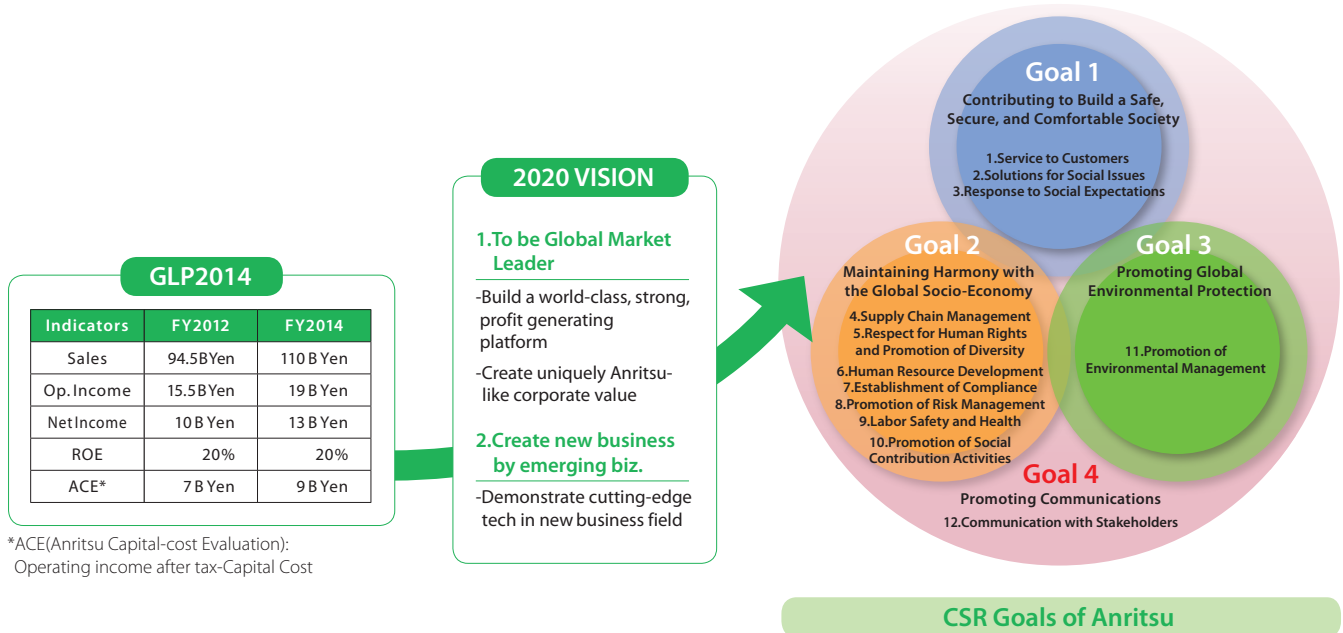 GLP2014
Indicators FY2012 FY2014
Sales 94.5BYen 110 B Yen
Op. Income 15.5BYen 19 B Yen
NetIncome 10 B Yen 13 B Yen
ROE 20% 20%
ACE* 7 B Yen 9 B Yen
*ACE(Anritsu Capital-cost Evaluation):
Operating income after tax-Capital Cost
2020 VISION
1.To be Global Market
Leader
-Build a world-class, strong,
profit generating
platform
-Create uniquely Anritsu-
like corporate value
2.Create new business
by emerging biz.
-Demonstrate cutting-edge
tech in new business field
Goal 1
Contributing to Build a Safe,
Secure, and Comfortable Society
1.Service to Customers
2.Solutions for Social Issues
3.Response to Social Expectations
Goal 2
Maintaining Harmony with
the Global Socio-Economy
4.Supply Chain Management
5.Respect for Human Rights
and Promotion of Diversity
6.Human Resource Development
7.Establishment of Compliance
8.Promotion of Risk Management
9.Labor Safety and Health
10.Promotion of Social
Contribution Activities
Goal 3
Promoting Global
Environmental Protection
11.Promotion of
Environmental Management
Goal 4
Promoting Communications
12.Communication with Stakeholders
CSR Goals of Anritsu